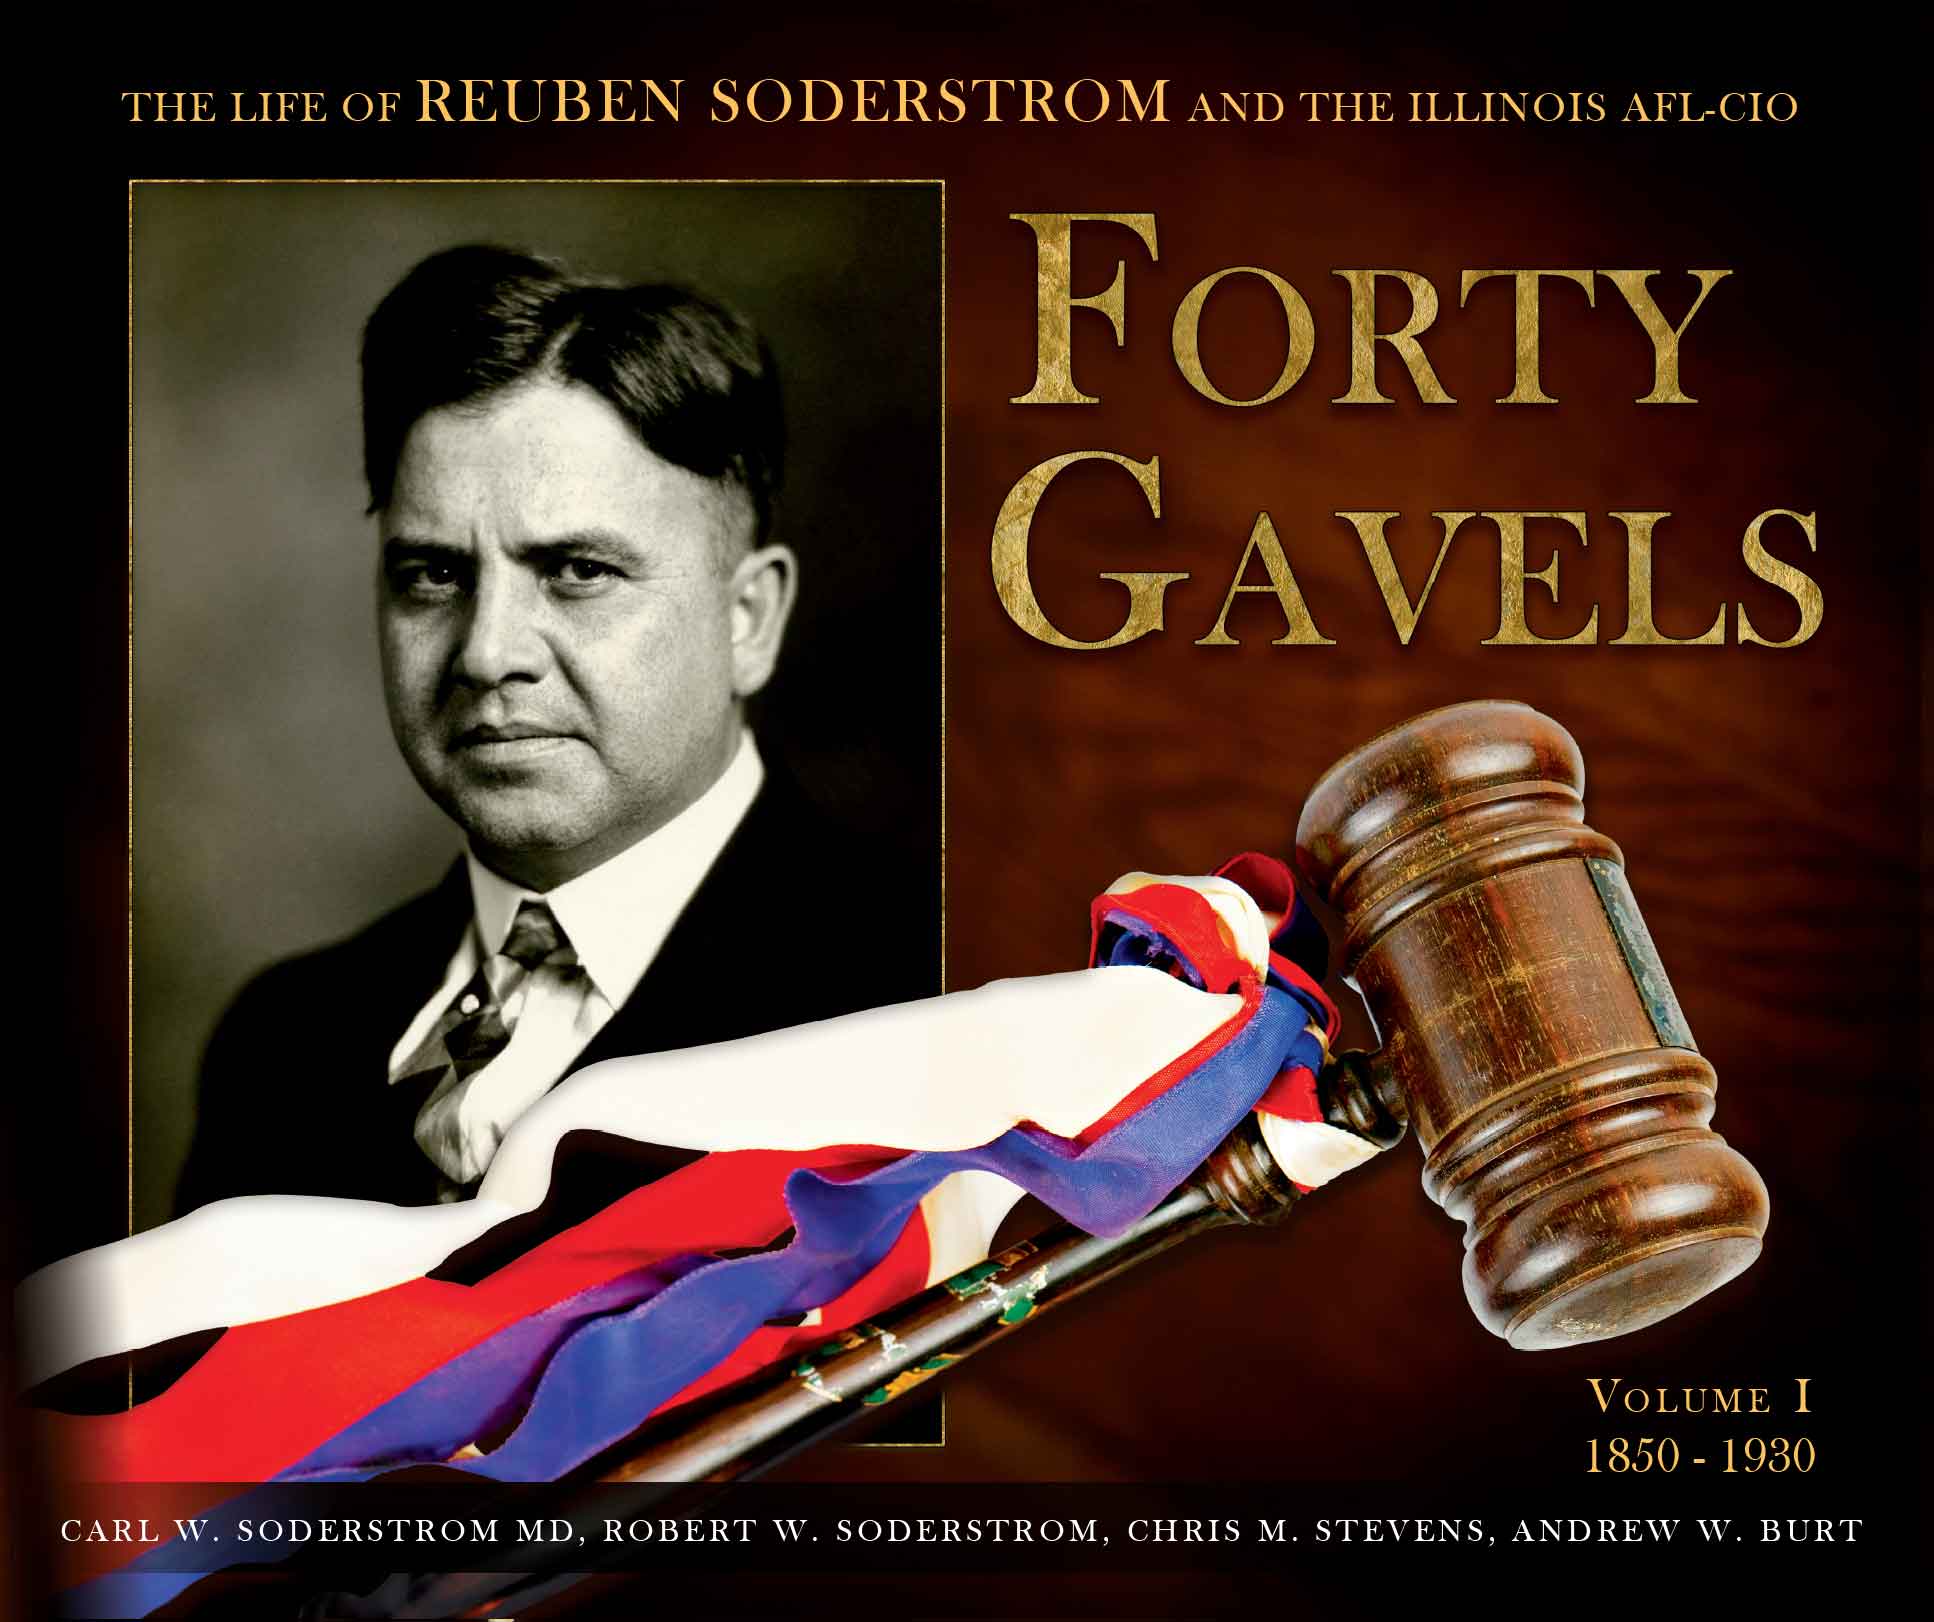 THE LIFE OF REUBEN SODERSTROM AND THE ILLINOIS AFL-CIO
FORTY
GAVELS
VOLUME I
1850 - 1930
CARL W. SODERSTROM MD, ROBERT W. SODERSTROM, CHRIS M. STEVENS, ANDREW W. BURT